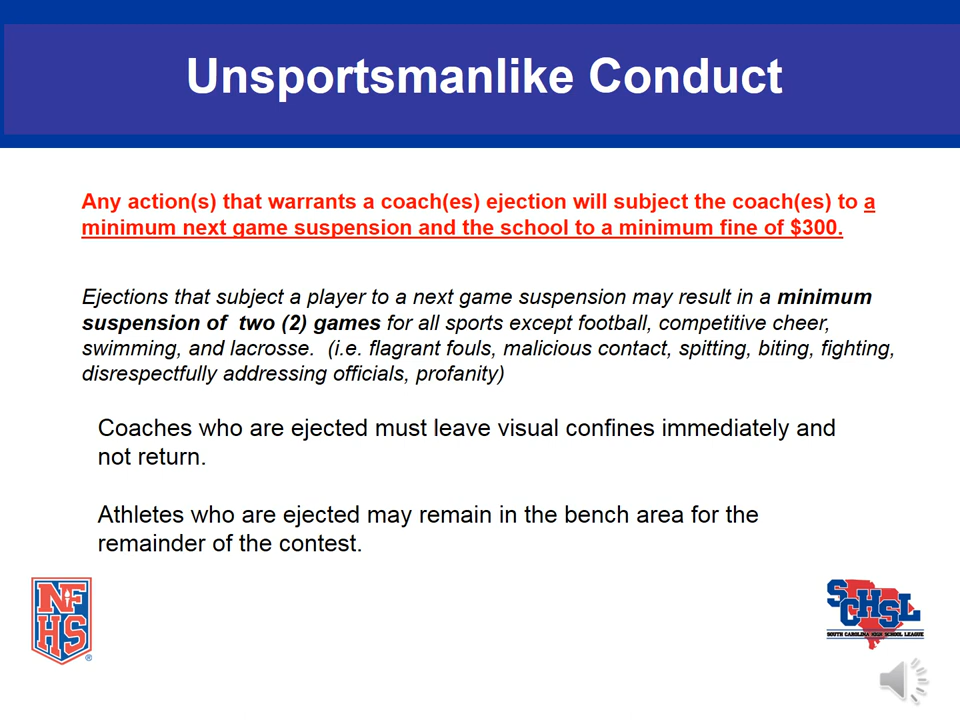 Unsportsmanlike Conduct
Any action(s) that warrants a coach(es) ejection will subject the coach(es) to a
minimum next game suspension and the school to a minimum fine of $300.
Ejections that subject a player to a next game suspension may result in a minimum
suspension of two (2) games for all sports except football, competitive cheer,
swimming, and lacrosse. (i.e. flagrant fouls, malicious contact, spitting, biting, fighting,
disrespectfully addressing officials, profanity)
Coaches who are ejected must leave visual confines immediately and
not return.
Athletes who are ejected may remain in the bench area for the
remainder of the contest.
NF
HS
®
SCHSL
SOUTH CAROLINA HIGH SCHOOL LEAGUE